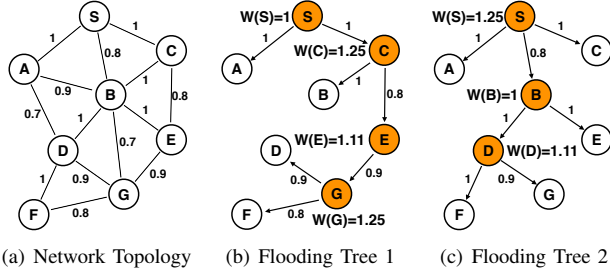 S
A
C
B
D
E
G
F
1
1
0.8
0.9
1
0.8
0.7
1
1
0.7
0.9
0.9
1
0.8
(a) Network Topology
W(S)=1
S
1
1
W(C)=1.25
C
A
B
1
0.8
W(E)=1.11
E
D
0.9
0.9
G
F
0.8
W(G)=1.25
(b) Flooding Tree 1
W(S)=1.25
S
1
1
0.8
C
A
W(B)=1
B
1
1
D
W(D)=1.11
E
1
0.9
F
G
(c) Flooding Tree 2